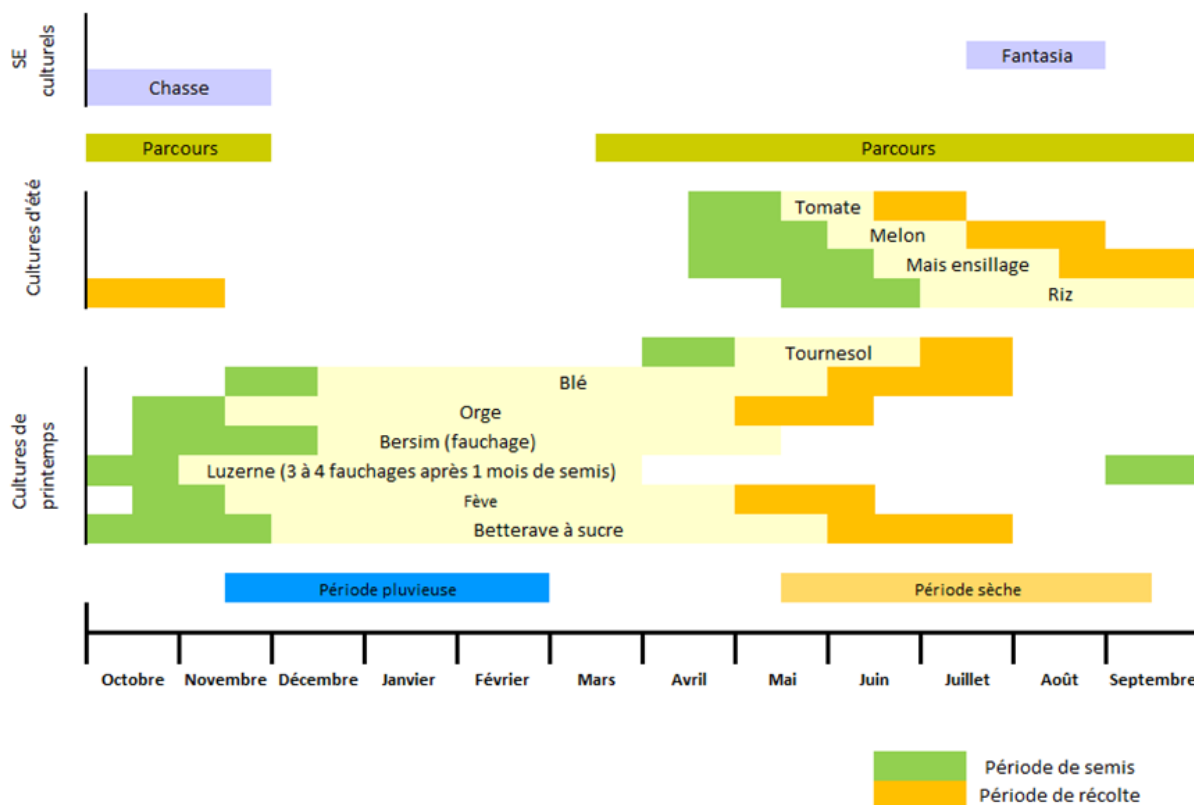 SE
culturels
Fantasia
Chasse
Parcours
Parcours
Cultures d'été
Tomate
Melon
Mais ensillage
Riz
Cultures de
printemps
Tournesol
Blé
Orge
Bersim (fauchage)
Luzerne (3 à 4 fauchages après 1 mois de semis)
Fève
Betterave à sucre
Période pluvieuse
Période sèche
Octobre
Novembre
Décembre
Janvier
Février
Mars
Avril
Mai
Juin
Juillet
Août
Septembre
Période de semis
Période de récolte